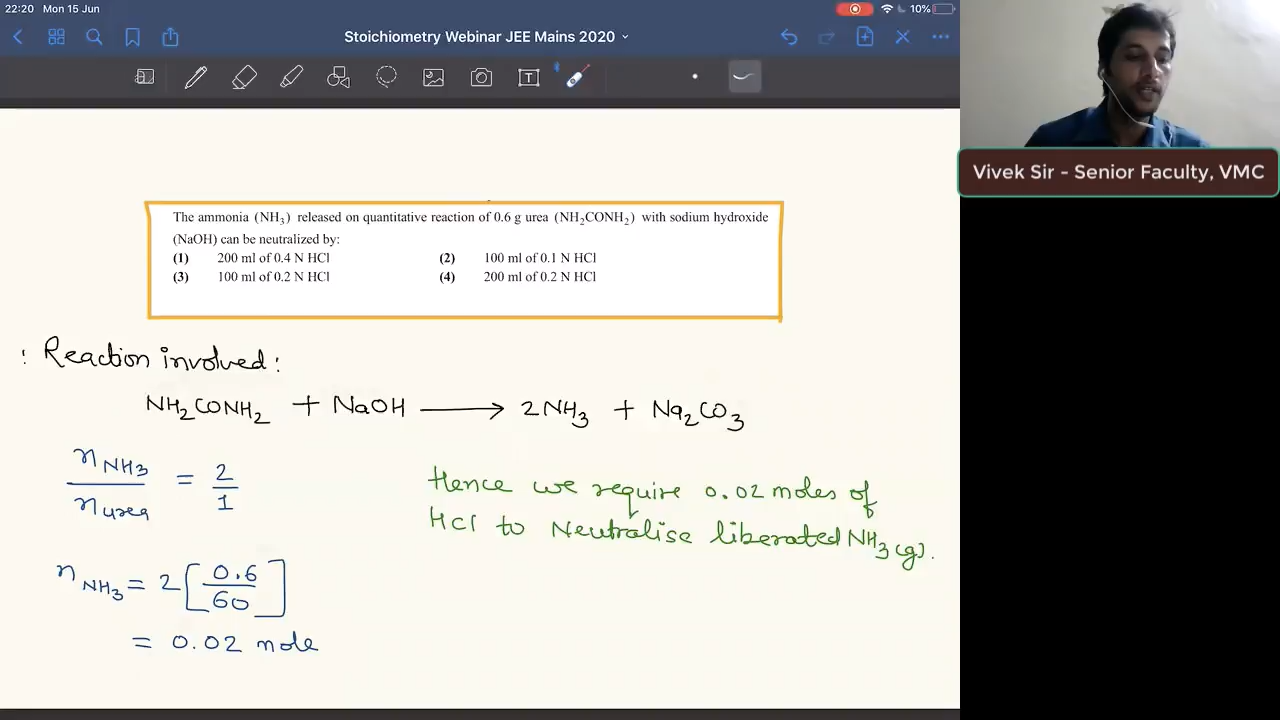 22:20 Mon 15 Jun
10%
Stoichiometry Webinar JEE Mains 2020
T
Vivek Sir - Senior Faculty, VMC
The ammonia (NH₃) released on quantitative reaction of 0.6 g urea (NH₂CONH₂) with sodium hydroxide
(NaOH) can be neutralized by:
(1) 200 ml of 0.4 N HCl (2) 100 ml of 0.1 N HCl
(3) 100 ml of 0.2 N HCl (4) 200 ml of 0.2 N HCl
: Reaction involved:
NH₂CONH₂ + NaOH ⟶ 2NH₃ + Na₂CO₃
n NH₃ / n urea = 2/1
n NH₃ = 2[0.6/60]
= 0.02 mole
Hence we require 0.02 moles of
HCl to Neutralise liberated NH₃(g).